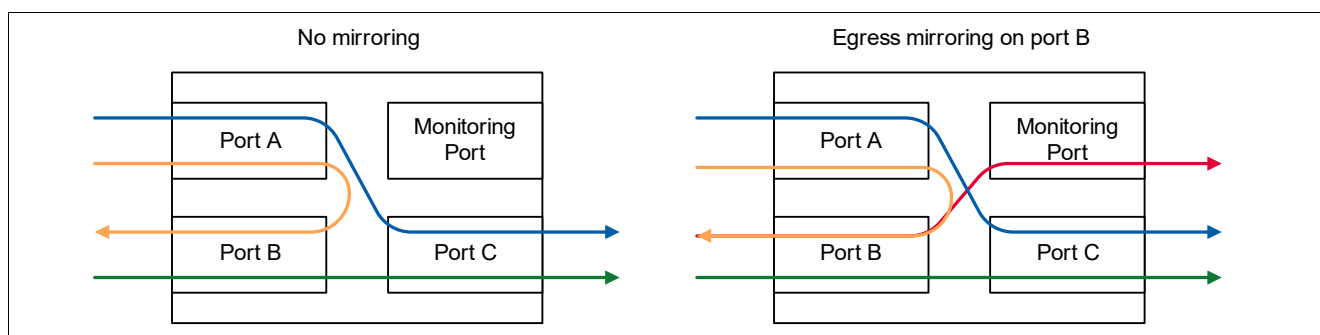 No mirroring
Egress mirroring on port B
Port A
Monitoring
Port
Port B
Port C
Port A
Monitoring
Port
Port B
Port C